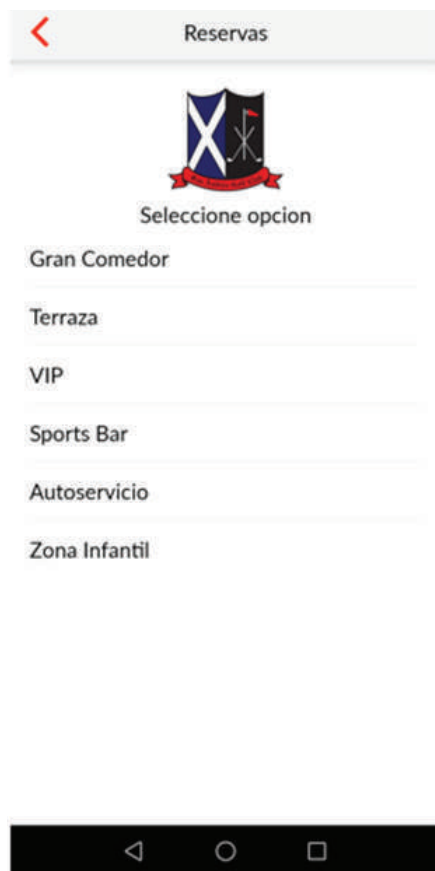 Reservas
Seleccione opcion
Gran Comedor
Terraza
VIP
Sports Bar
Autoservicio
Zona Infantil